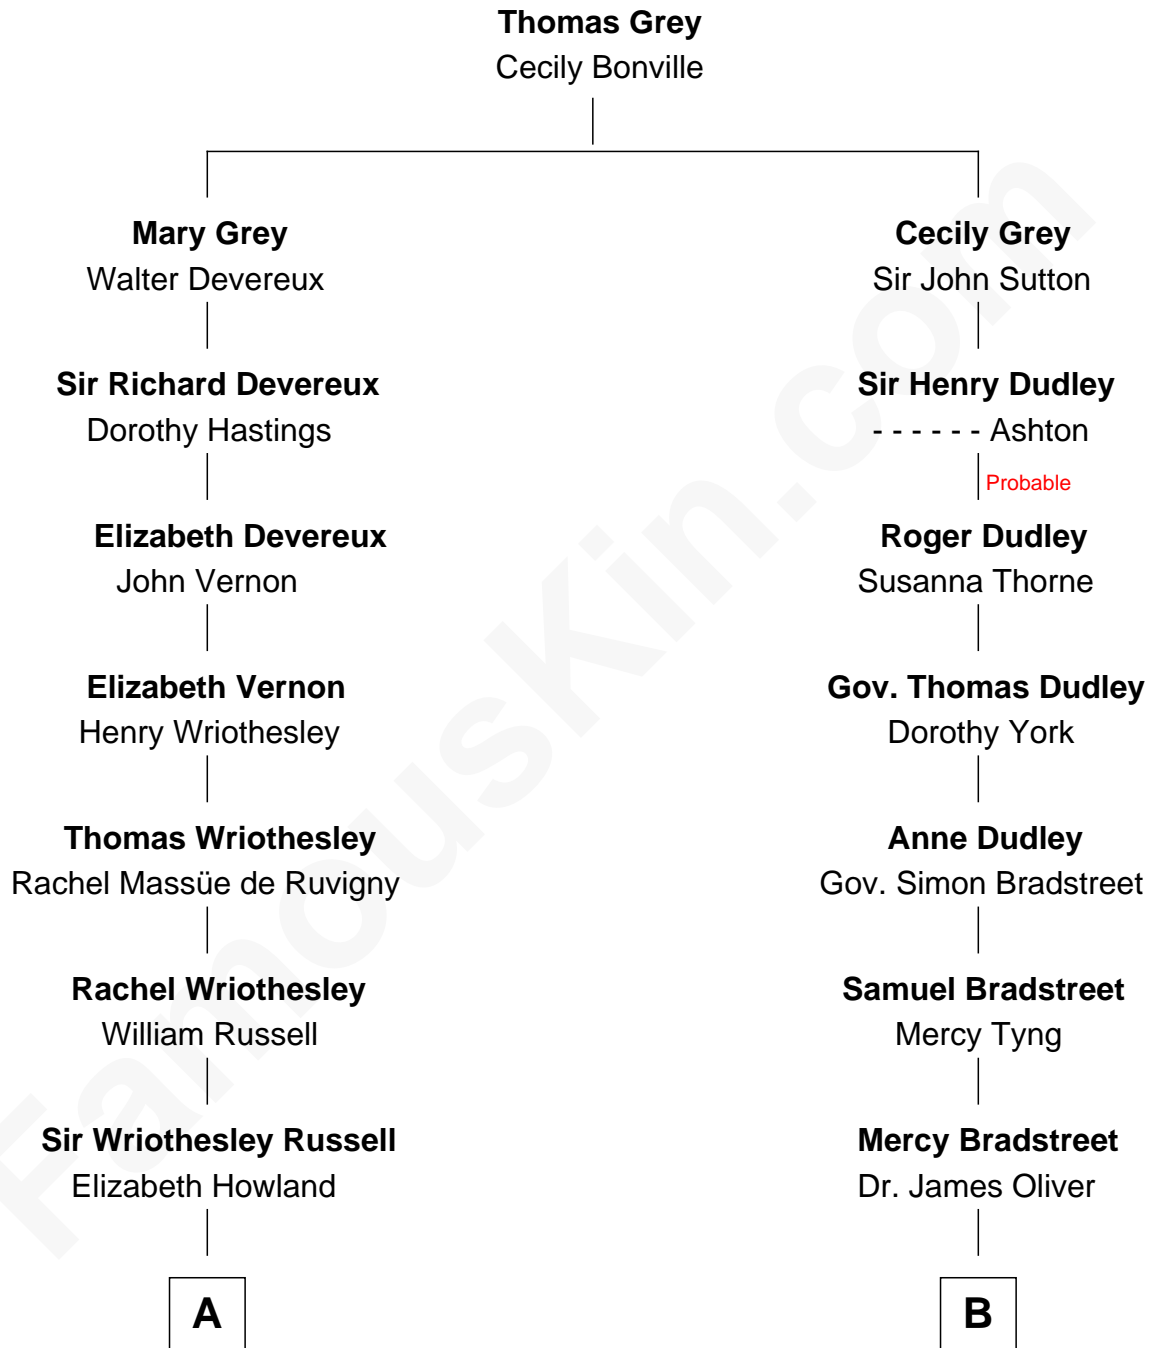 Thomas Grey
Cecily Bonville
Mary Grey
Walter Devereux
Cecily Grey
Sir John Sutton
Sir Richard Devereux
Dorothy Hastings
Sir Henry Dudley
- - - - - - Ashton
Probable
Elizabeth Devereux
John Vernon
Roger Dudley
Susanna Thorne
Elizabeth Vernon
Henry Wriothesley
Gov. Thomas Dudley
Dorothy York
Thomas Wriothesley
Rachel Massüe de Ruvigny
Anne Dudley
Gov. Simon Bradstreet
Rachel Wriothesley
William Russell
Samuel Bradstreet
Mercy Tyng
Sir Wriothesley Russell
Elizabeth Howland
Mercy Bradstreet
Dr. James Oliver
A
B
FamousKin.com